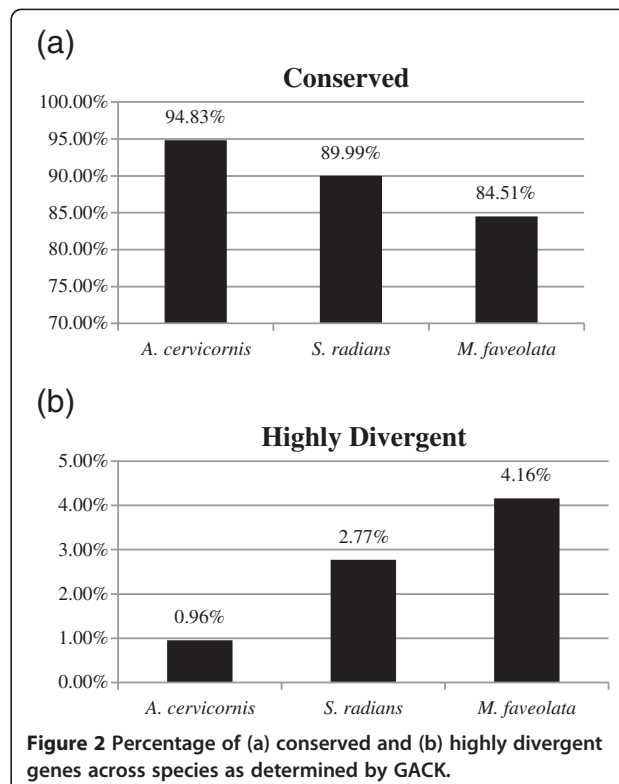 (a)
Conserved
100.00%
95.00%
90.00%
85.00%
80.00%
75.00%
70.00%
94.83%
89.99%
84.51%
A. cervicornis S. radians M. faveolata
(b)
Highly Divergent
5.00%
4.00%
3.00%
2.00%
1.00%
0.00%
0.96%
2.77%
4.16%
A. cervicornis S. radians M. faveolata
Figure 2 Percentage of (a) conserved and (b) highly divergent
genes across species as determined by GACK.